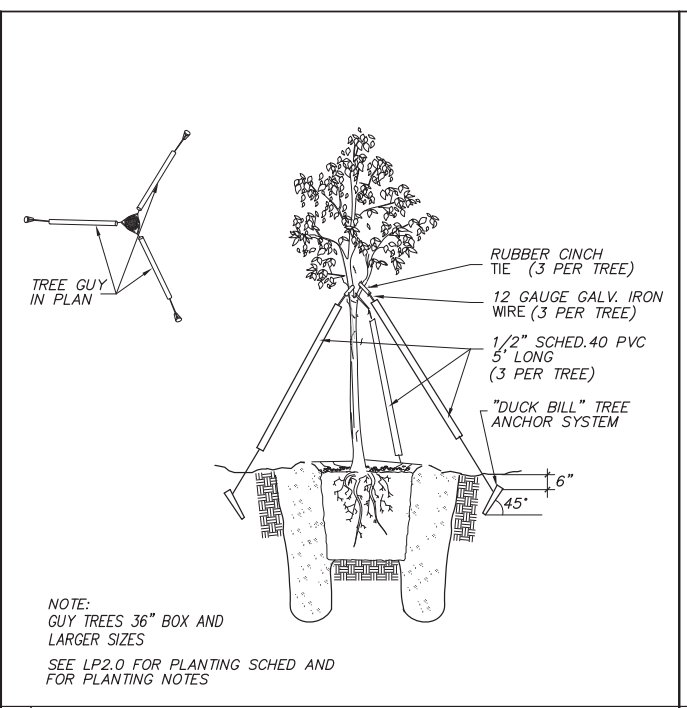 TREE GUY
IN PLAN
RUBBER CINCH
TIE (3 PER TREE)
12 GAUGE GALV. IRON
WIRE (3 PER TREE)
1/2" SCHED.40 PVC
5' LONG
(3 PER TREE)
"DUCK BILL" TREE
ANCHOR SYSTEM
6"
45°
NOTE:
GUY TREES 36" BOX AND
LARGER SIZES
SEE LP2.0 FOR PLANTING SCHED AND
FOR PLANTING NOTES